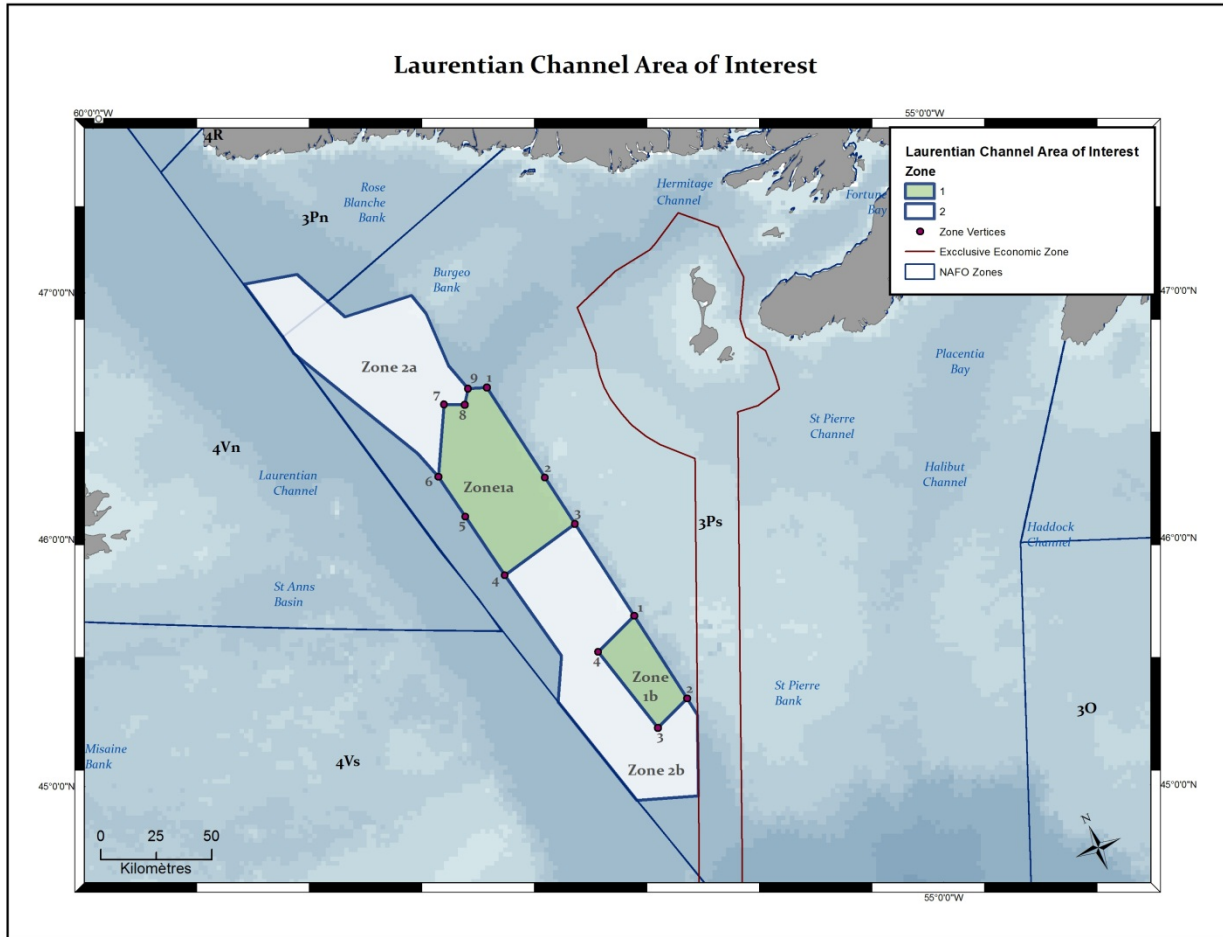 Laurentian Channel Area of Interest
60°0'0"W
55°0'0"W
4R
Laurentian Channel Area of Interest
Zone
1
2
Zone Vertices
Excclusive Economic Zone
NAFO Zones
Rose
Blanche
Bank
3Pn
Hermitage
Channel
Fortune
Bay
Burgeo
Bank
47°0'0"N
47°0'0"N
Zone 2a
9
1
7
8
Placentia
Bay
St Pierre
Channel
4Vn
Laurentian
Channel
6
Zone1a
2
Halibut
Channel
5
3
3Ps
Haddock
Channel
46°0'0"N
46°0'0"N
4
St Anns
Basin
1
4
Zone
1b
2
3
St Pierre
Bank
3O
Misaine
Bank
4Vs
Zone 2b
45°0'0"N
45°0'0"N
0 25 50
Kilomètres
N
55°0'0"W